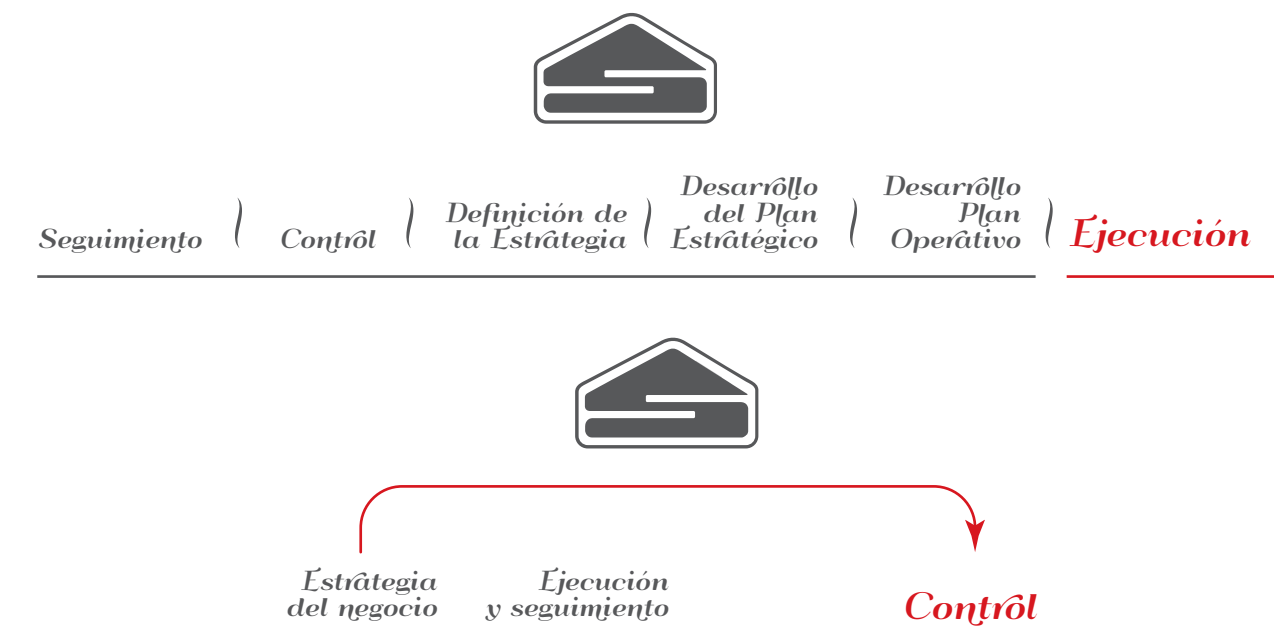 Seguimiento
Control
Definición de
la Estrategia
Desarrollo
del Plan
Estratégico
Desarrollo
Plan
Operativo
Ejecución
Estrategia
del negocio
Ejecución
y seguimiento
Control